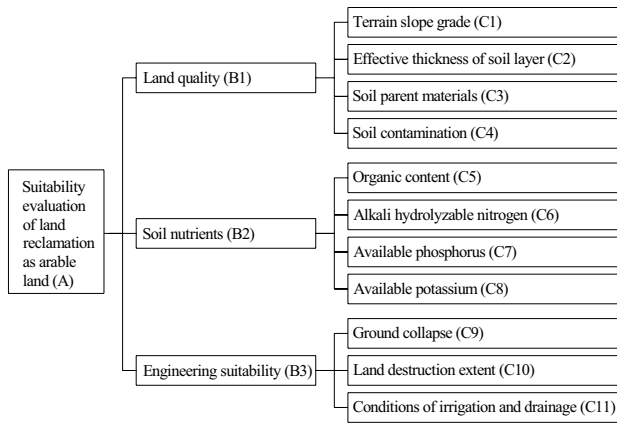 Suitability
evaluation
of land
reclamation
as arable
land (A)
Land quality (B1)
Soil nutrients (B2)
Engineering suitability (B3)
Terrain slope grade (C1)
Effective thickness of soil layer (C2)
Soil parent materials (C3)
Soil contamination (C4)
Organic content (C5)
Alkali hydrolyzable nitrogen (C6)
Available phosphorus (C7)
Available potassium (C8)
Ground collapse (C9)
Land destruction extent (C10)
Conditions of irrigation and drainage (C11)